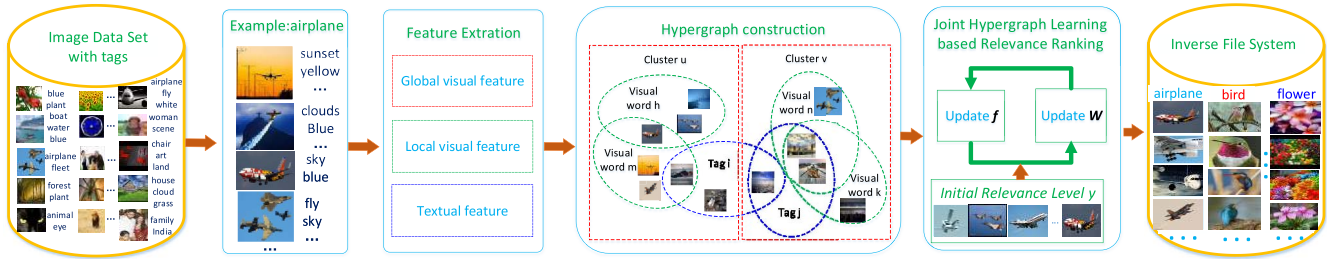 Image Data Set
with tags
blue
plant
...
airplane
fly
white
boat
water
blue
woman
scene
airplane
fleet
...
chair
art
land
forest
plant
...
house
cloud
grass
animal
eye
...
family
India
Example:airplane
sunset
yellow
...
clouds
Blue
...
sky
blue
fly
sky
...
...
Feature Extration
Global visual feature
Local visual feature
Textual feature
Hypergraph construction
Cluster u
Visual
word h
Visual
word m
Tag i
Cluster v
Visual
word n
Visual
word k
Tag j
Joint Hypergraph Learning
based Relevance Ranking
Update f
Update W
Initial Relevance Level y
...
Inverse File System
airplane bird flower